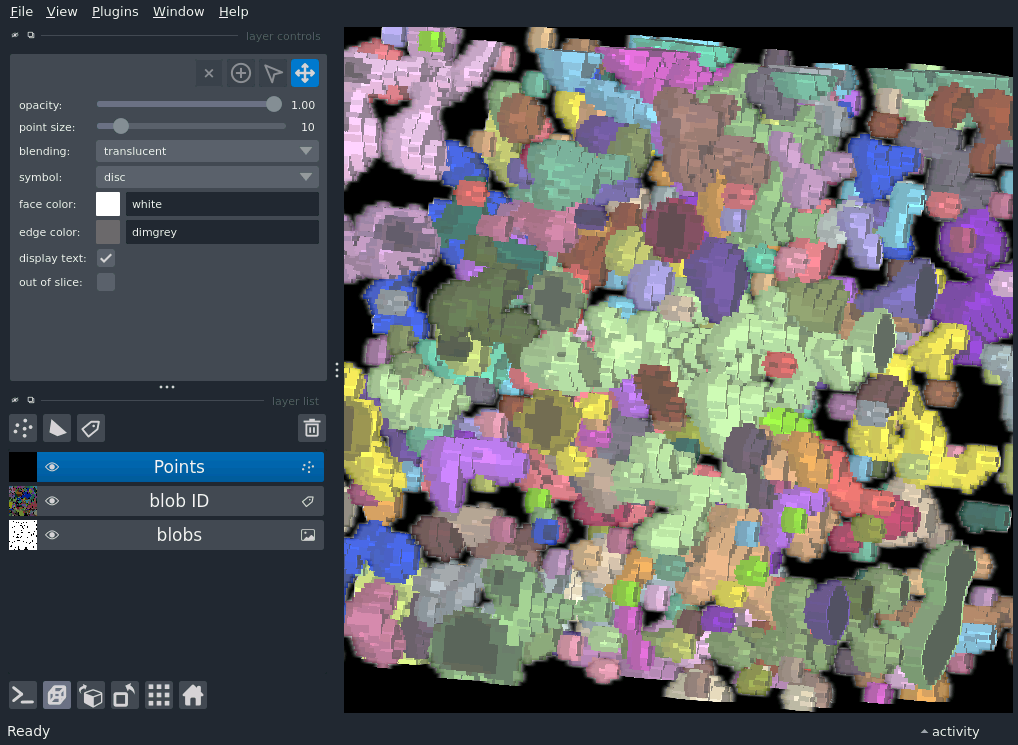 File View Plugins Window Help
layer controls
opacity: 1.00
point size: 10
blending: translucent
symbol: disc
face color: white
edge color: dimgrey
display text:
out of slice:
layer list
Points
blob ID
blobs
Ready activity